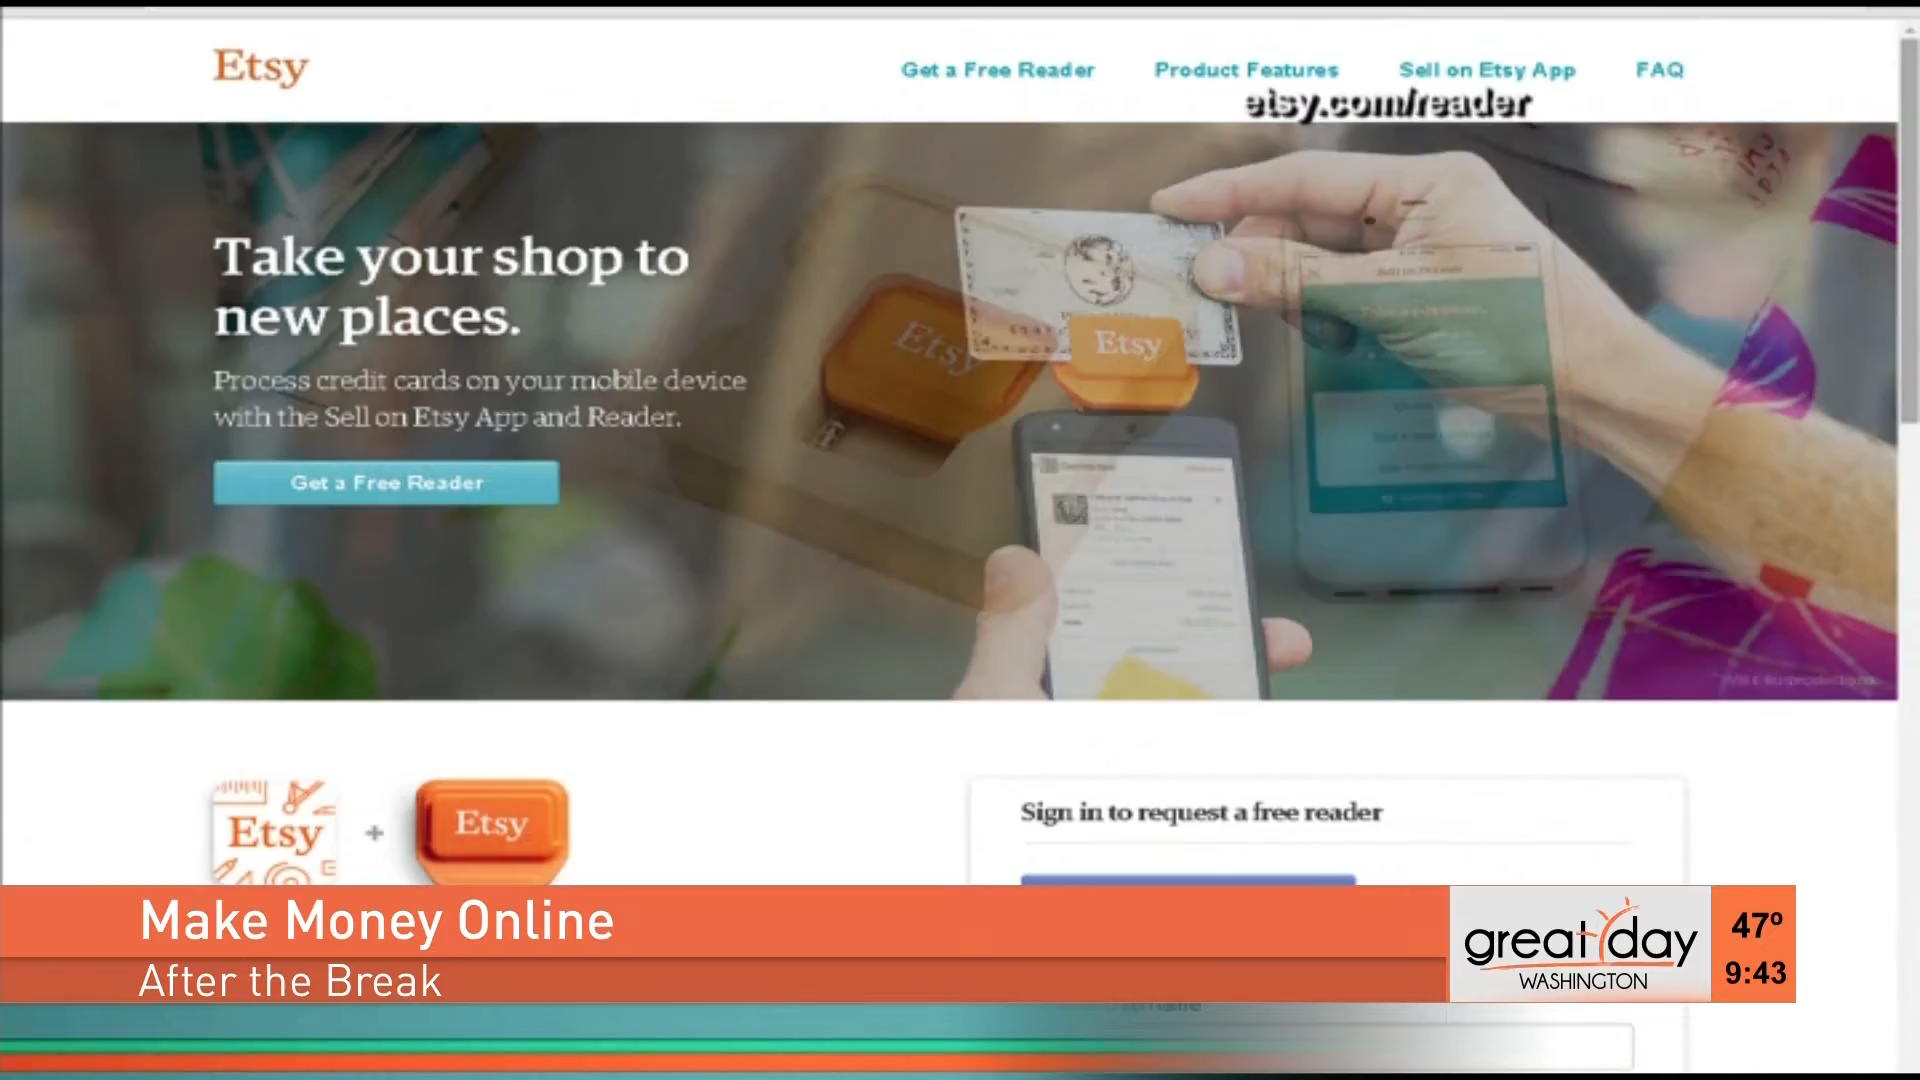 Etsy
Get a Free Reader
Product Features
Sell on Etsy App
FAQ
etsy.com/reader
Take your shop to
new places.
Process credit cards on your mobile device
with the Sell on Etsy App and Reader.
Get a Free Reader
Etsy
Etsy
Etsy
+
Etsy
Sign in to request a free reader
Make Money Online
After the Break
great day
WASHINGTON
47º
9:43